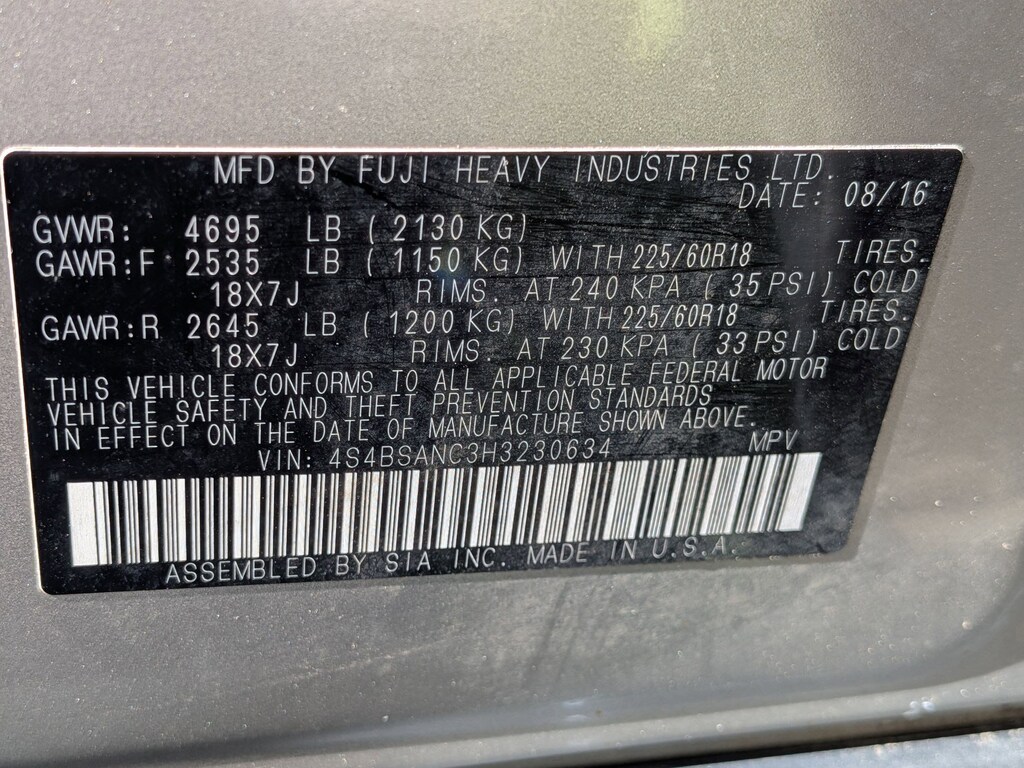 MFD BY FUJI HEAVY INDUSTRIES LTD.
DATE: 08/16
GVWR: 4695 LB ( 2130 KG)
GAWR:F 2535 LB ( 1150 KG) WITH 225/60R18 TIRES.
18X7J RIMS. AT 240 KPA ( 35 PSI) COLD
GAWR:R 2645 LB ( 1200 KG) WITH 225/60R18 TIRES.
18X7J RIMS. AT 230 KPA ( 33 PSI) COLD
THIS VEHICLE CONFORMS TO ALL APPLICABLE FEDERAL MOTOR
VEHICLE SAFETY AND THEFT PREVENTION STANDARDS
IN EFFECT ON THE DATE OF MANUFACTURE SHOWN ABOVE.
VIN: 4S4BSANC3H3230634 MPV
ASSEMBLED BY SIA INC. MADE IN U.S.A.